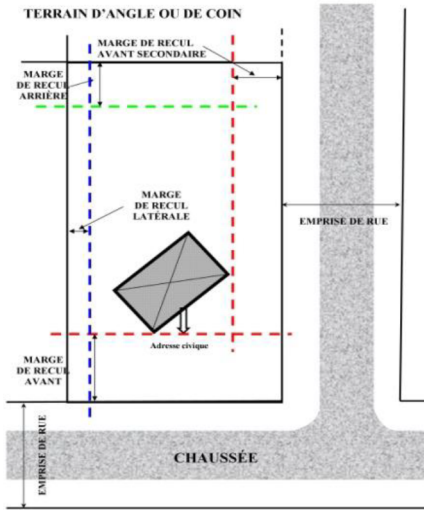 TERRAIN D'ANGLE OU DE COIN
MARGE DE RECUL
AVANT SECONDAIRE
MARGE
DE RECUL
ARRIÈRE
MARGE
DE RECUL
LATÉRALE
EMPRISE DE RUE
Adresse civique
MARGE
DE RECUL
AVANT
EMPRISE DE RUE
CHAUSSÉE